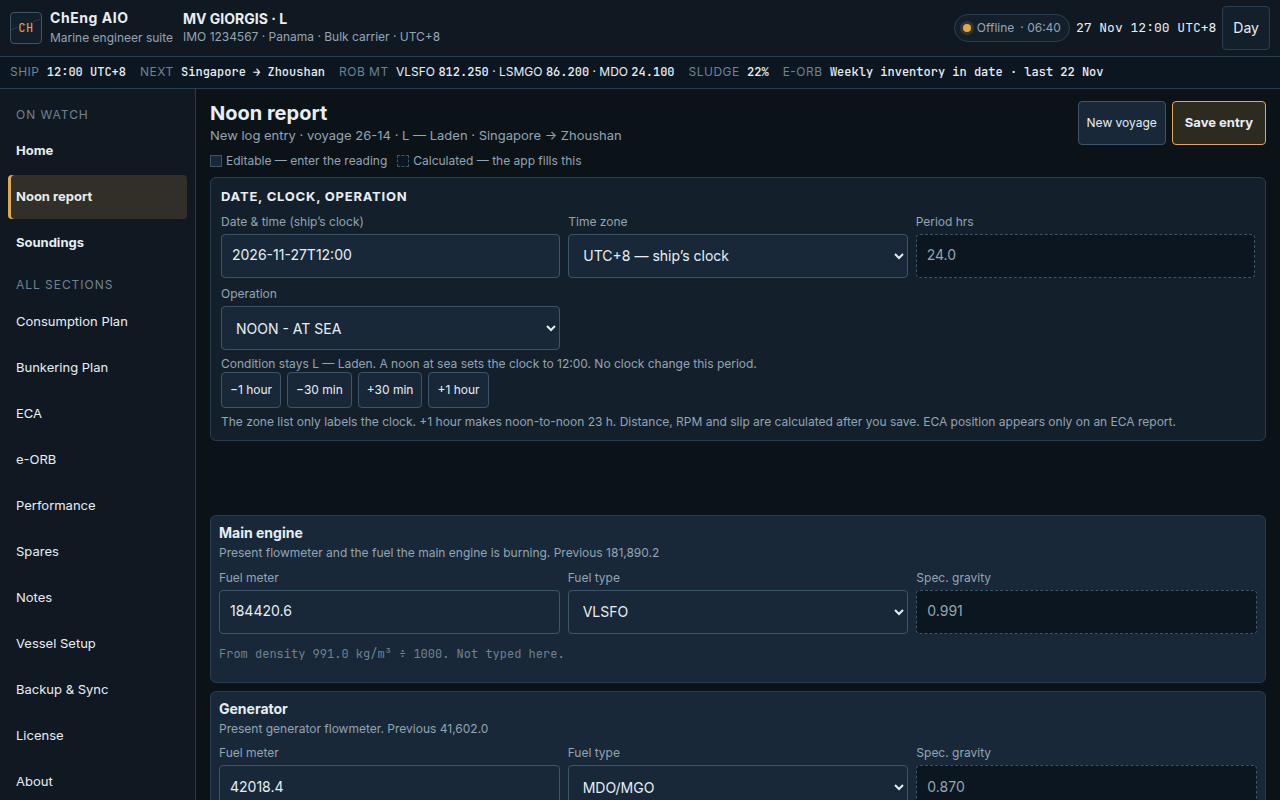 CH
ChEng AIO
Marine engineer suite
MV GIORGIS · L
IMO 1234567 · Panama · Bulk carrier · UTC+8
Offline · 06:40
27 Nov 12:00 UTC+8
Day
SHIP 12:00 UTC+8 NEXT Singapore → Zhoushan ROB MT VLSFO 812.250 · LSMGO 86.200 · MDO 24.100 SLUDGE 22% E-ORB Weekly inventory in date · last 22 Nov
ON WATCH
Home
Noon report
Soundings
ALL SECTIONS
Consumption Plan
Bunkering Plan
ECA
e-ORB
Performance
Spares
Notes
Vessel Setup
Backup & Sync
License
About
Noon report
New log entry · voyage 26-14 · L — Laden · Singapore → Zhoushan
New voyage
Save entry
Editable — enter the reading
Calculated — the app fills this
DATE, CLOCK, OPERATION
Date & time (ship's clock) Time zone Period hrs
2026-11-27T12:00 UTC+8 — ship's clock 24.0
Operation
NOON - AT SEA
Condition stays L — Laden. A noon at sea sets the clock to 12:00. No clock change this period.
−1 hour −30 min +30 min +1 hour
The zone list only labels the clock. +1 hour makes noon-to-noon 23 h. Distance, RPM and slip are calculated after you save. ECA position appears only on an ECA report.
Main engine
Present flowmeter and the fuel the main engine is burning. Previous 181,890.2
Fuel meter Fuel type Spec. gravity
184420.6 VLSFO 0.991
From density 991.0 kg/m³ ÷ 1000. Not typed here.
Generator
Present generator flowmeter. Previous 41,602.0
Fuel meter Fuel type Spec. gravity
42018.4 MDO/MGO 0.870